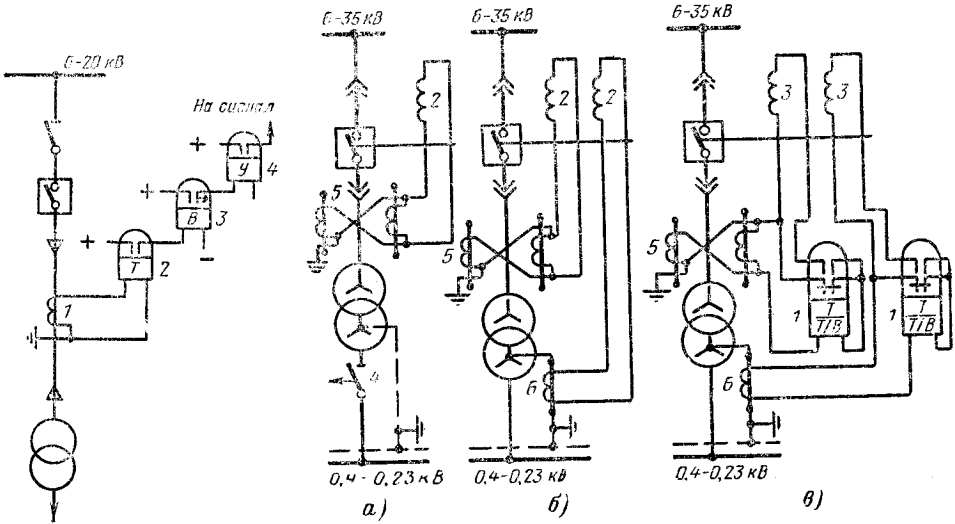 6-20 кВ
На сигнал
+
У
4
+
В
3
+
Т
2
1
6-35 кВ
2
5
4
0,4-0,23 кВ
а)
6-35 кВ
2
2
5
6
0,4-0,23 кВ
б)
6-35 кВ
3
3
5
1
Т
Т/В
1
Т
Т/В
6
0,4-0,23 кВ
в)